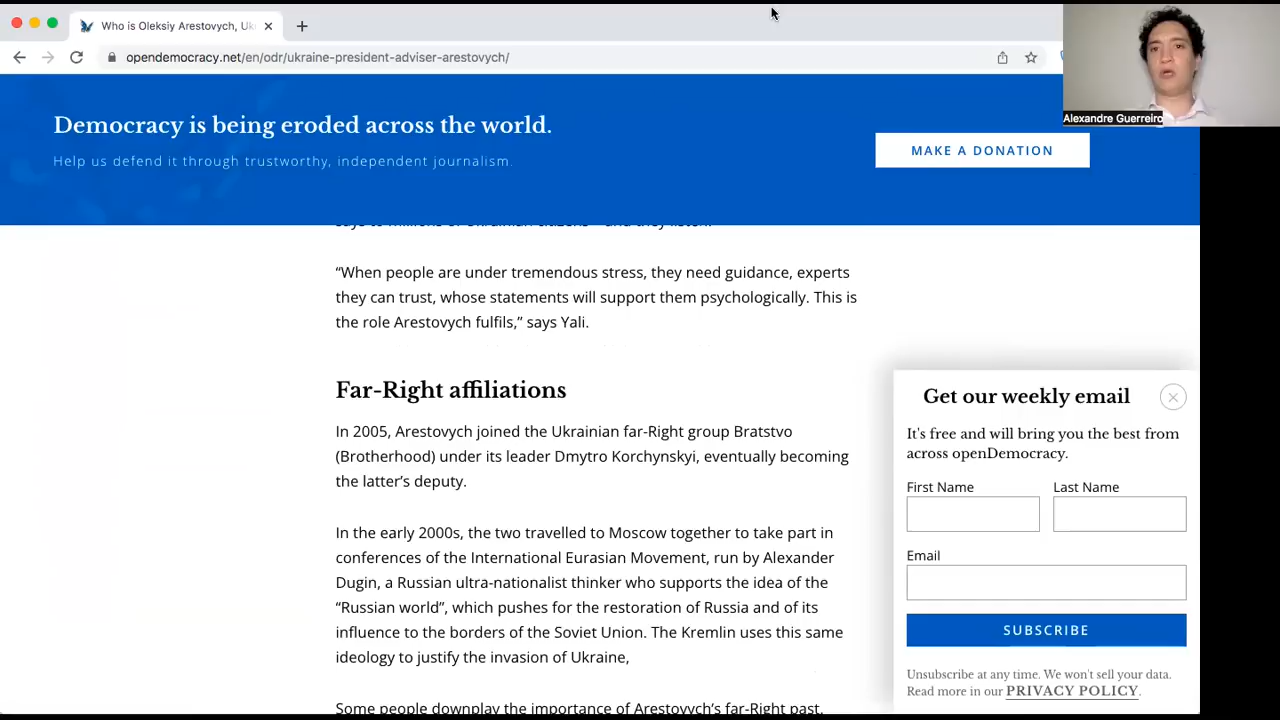 Who is Oleksiy Arestovych, Uk
opendemocracy.net/en/odr/ukraine-president-adviser-arestovych/
Alexandre Guerreiro
Democracy is being eroded across the world.
Help us defend it through trustworthy, independent journalism.
MAKE A DONATION
“When people are under tremendous stress, they need guidance, experts
they can trust, whose statements will support them psychologically. This is
the role Arestovych fulfils,” says Yali.
Far-Right affiliations
In 2005, Arestovych joined the Ukrainian far-Right group Bratstvo
(Brotherhood) under its leader Dmytro Korchynskyi, eventually becoming
the latter’s deputy.
In the early 2000s, the two travelled to Moscow together to take part in
conferences of the International Eurasian Movement, run by Alexander
Dugin, a Russian ultra-nationalist thinker who supports the idea of the
“Russian world”, which pushes for the restoration of Russia and of its
influence to the borders of the Soviet Union. The Kremlin uses this same
ideology to justify the invasion of Ukraine,
Some people downplay the importance of Arestovych’s far-Right past,
Get our weekly email
It's free and will bring you the best from
across openDemocracy.
First Name Last Name
Email
SUBSCRIBE
Unsubscribe at any time. We won't sell your data.
Read more in our PRIVACY POLICY.